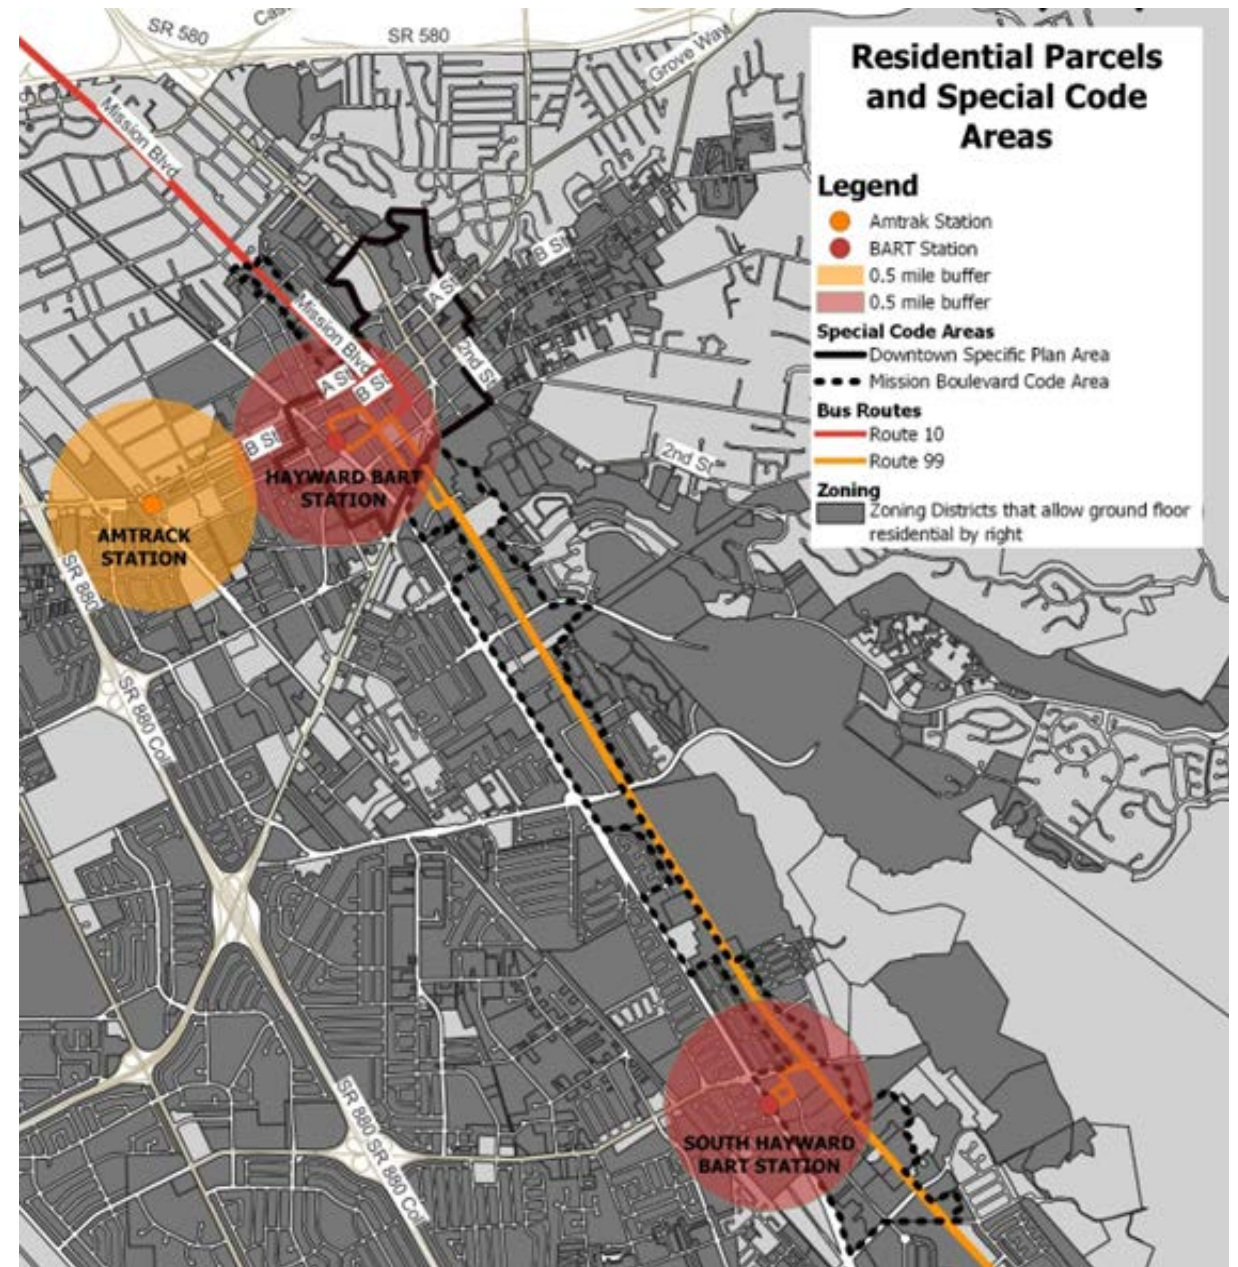 Residential Parcels
and Special Code
Areas
Legend
Amtrak Station
BART Station
0.5 mile buffer
0.5 mile buffer
Special Code Areas
Downtown Specific Plan Area
Mission Boulevard Code Area
Bus Routes
Route 10
Route 99
Zoning
Zoning Districts that allow ground floor
residential by right
SR 580
SR 580
Grove Way
Mission Blvd
B St
A St
Mission Blvd
2nd St
A St
B St
B St
2nd St
HAYWARD BART
STATION
AMTRACK
STATION
SR 880
SR 880 Coll
SOUTH HAYWARD
BART STATION
SR 880
SR 880 Coll